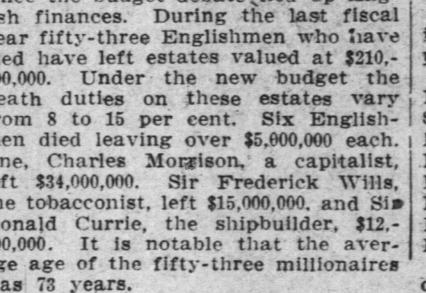 sh finances. During the last fiscal
ear fifty-three Englishmen who have
ed have left estates valued at $210,-
00,000. Under the new budget the
eath duties on these estates vary
rom 8 to 15 per cent. Six English-
en died leaving over $5,000,000 each.
ne, Charles Morrison, a capitalist,
ft $34,000,000. Sir Frederick Wills,
he tobacconist, left $15,000,000, and Sir
onald Currie, the shipbuilder, $12,-
00,000. It is notable that the aver-
ge age of the fifty-three millionaires
as 73 years.